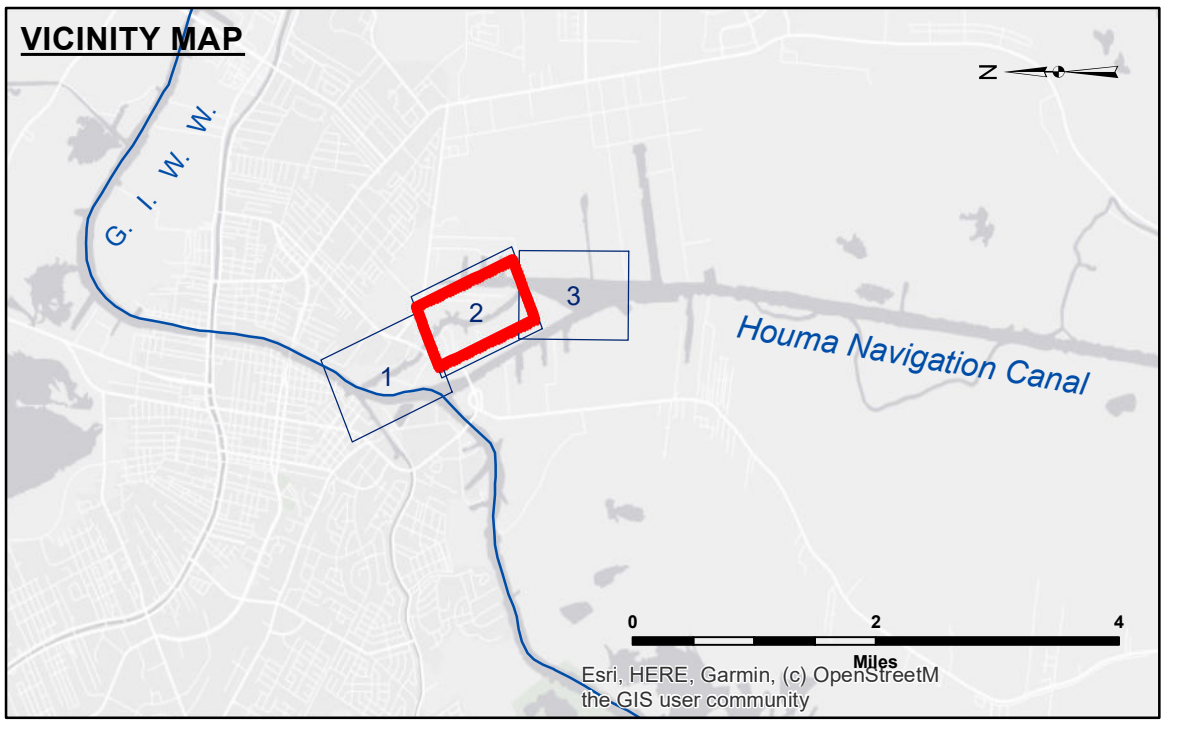 VICINITY MAP
N
G. I. W. W.
3
2
1
Houma Navigation Canal
0 2 4
Miles
Esri, HERE, Garmin, (c) OpenStreetM
the GIS user community